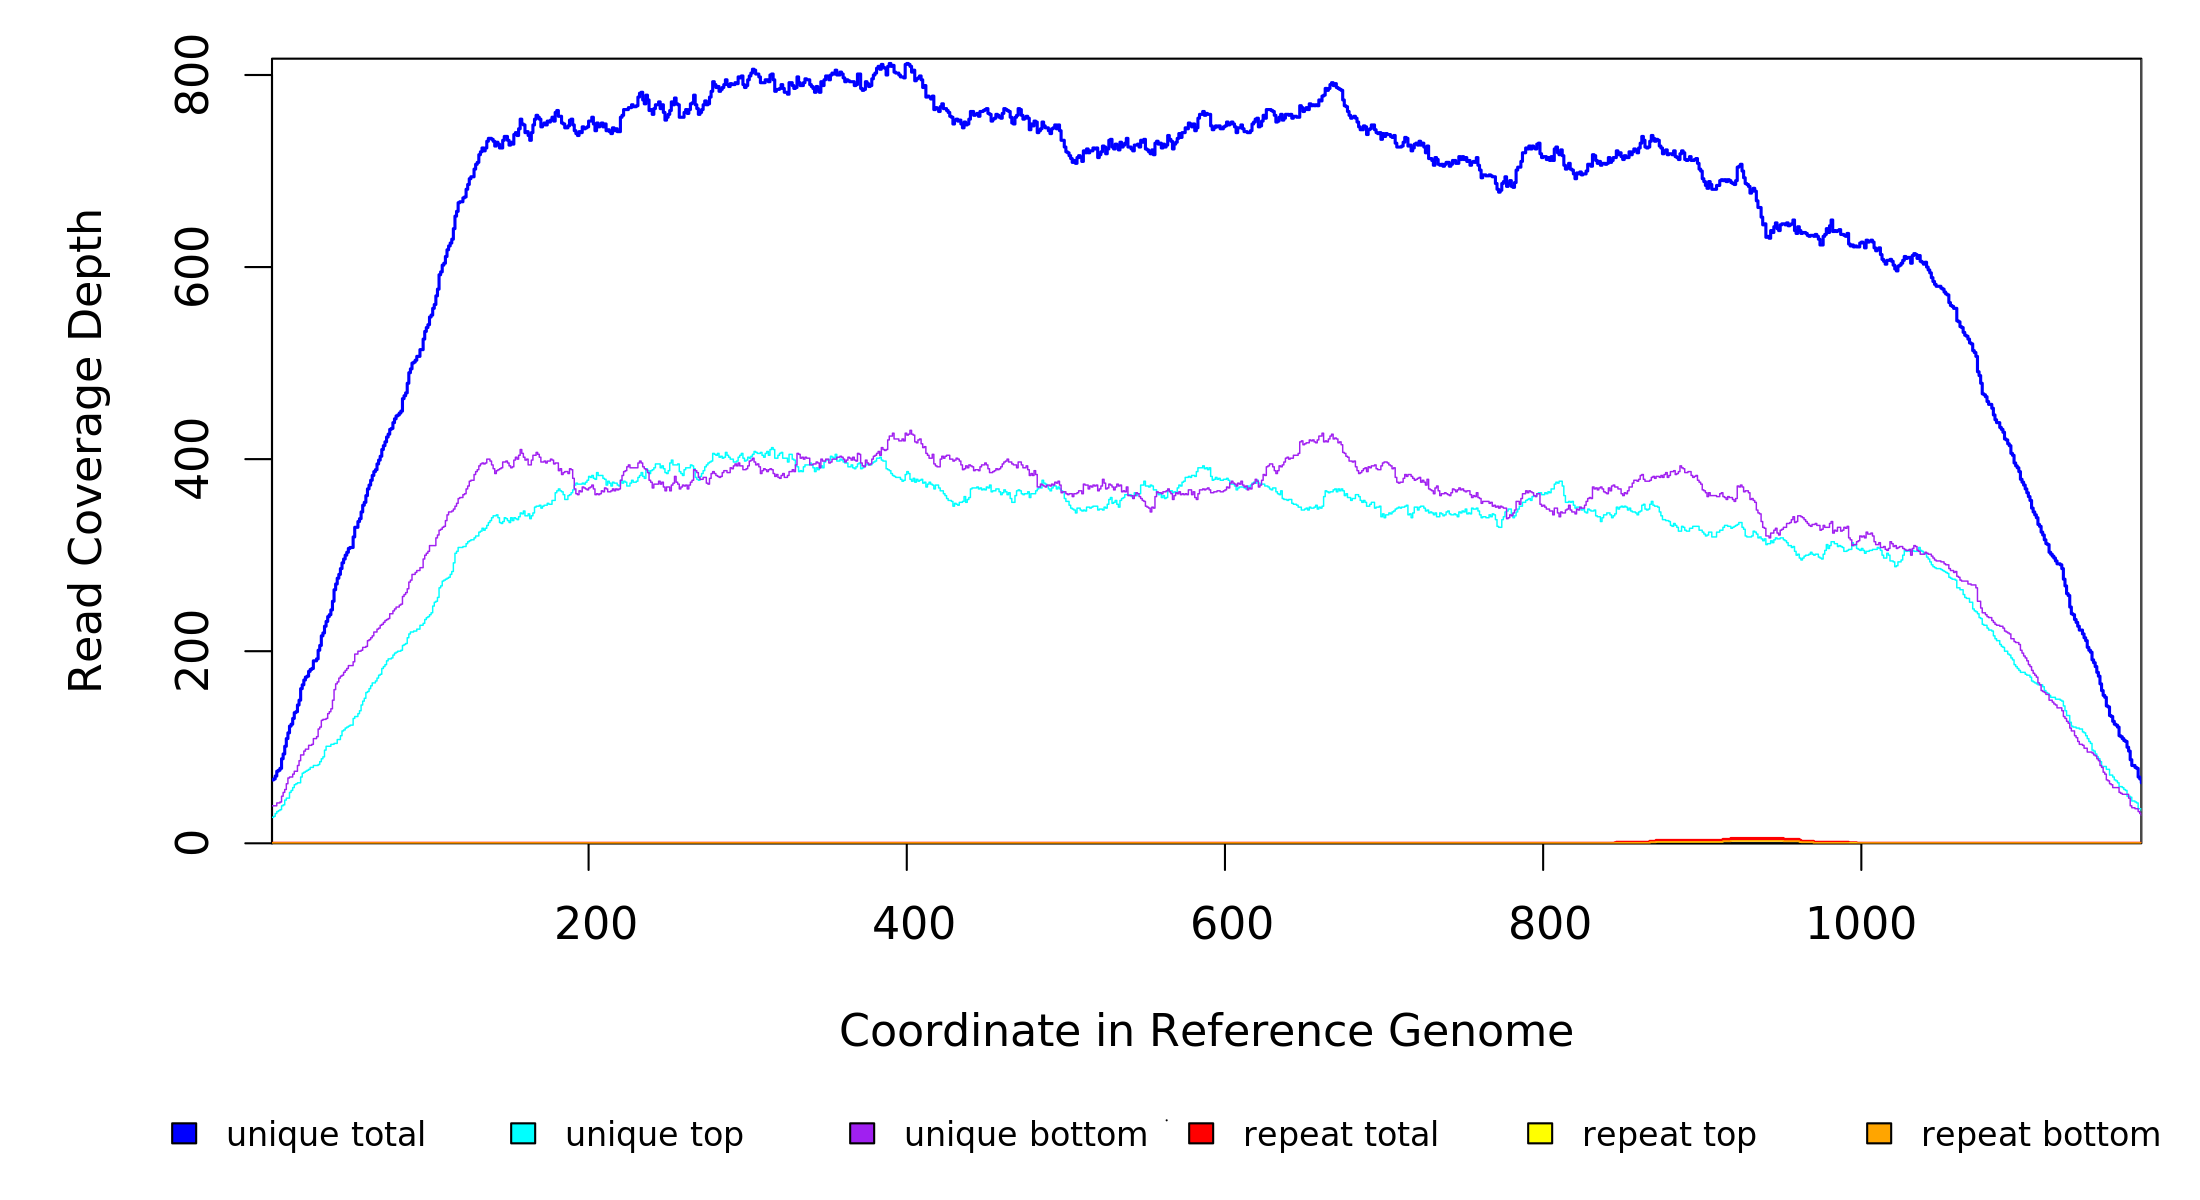 Read Coverage Depth
800
600
400
200
0
200 400 600 800 1000
Coordinate in Reference Genome
unique total unique top unique bottom repeat total repeat top repeat bottom